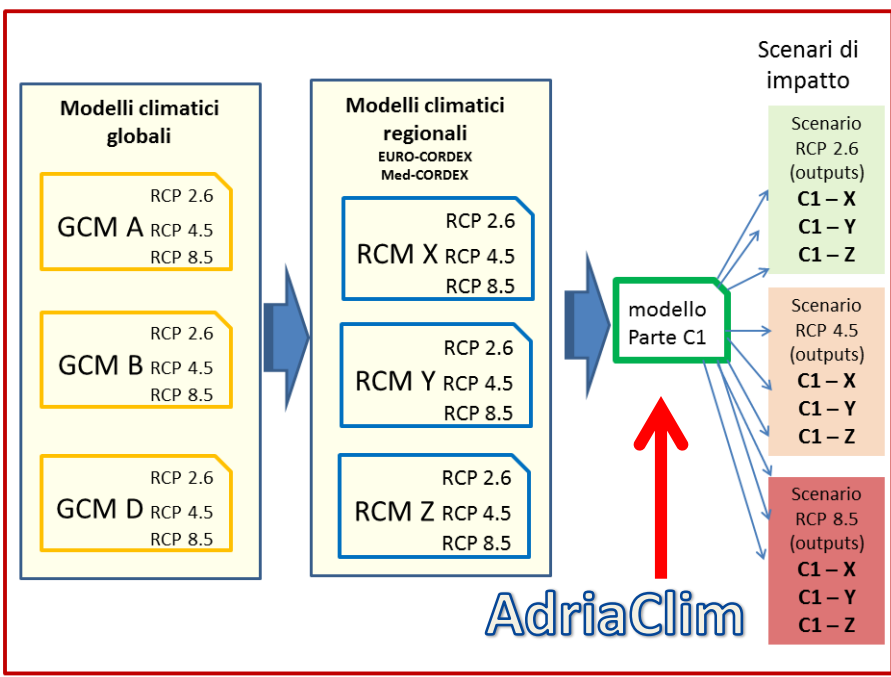 Modelli climatici
globali
GCM A
RCP 2.6
RCP 4.5
RCP 8.5
GCM B
RCP 2.6
RCP 4.5
RCP 8.5
GCM D
RCP 2.6
RCP 4.5
RCP 8.5
Modelli climatici
regionali
EURO-CORDEX
Med-CORDEX
RCM X
RCP 2.6
RCP 4.5
RCP 8.5
RCM Y
RCP 2.6
RCP 4.5
RCP 8.5
RCM Z
RCP 2.6
RCP 4.5
RCP 8.5
modello
Parte C1
AdriaClim
Scenari di
impatto
Scenario
RCP 2.6
(outputs)
C1 – X
C1 – Y
C1 – Z
Scenario
RCP 4.5
(outputs)
C1 – X
C1 – Y
C1 – Z
Scenario
RCP 8.5
(outputs)
C1 – X
C1 – Y
C1 – Z